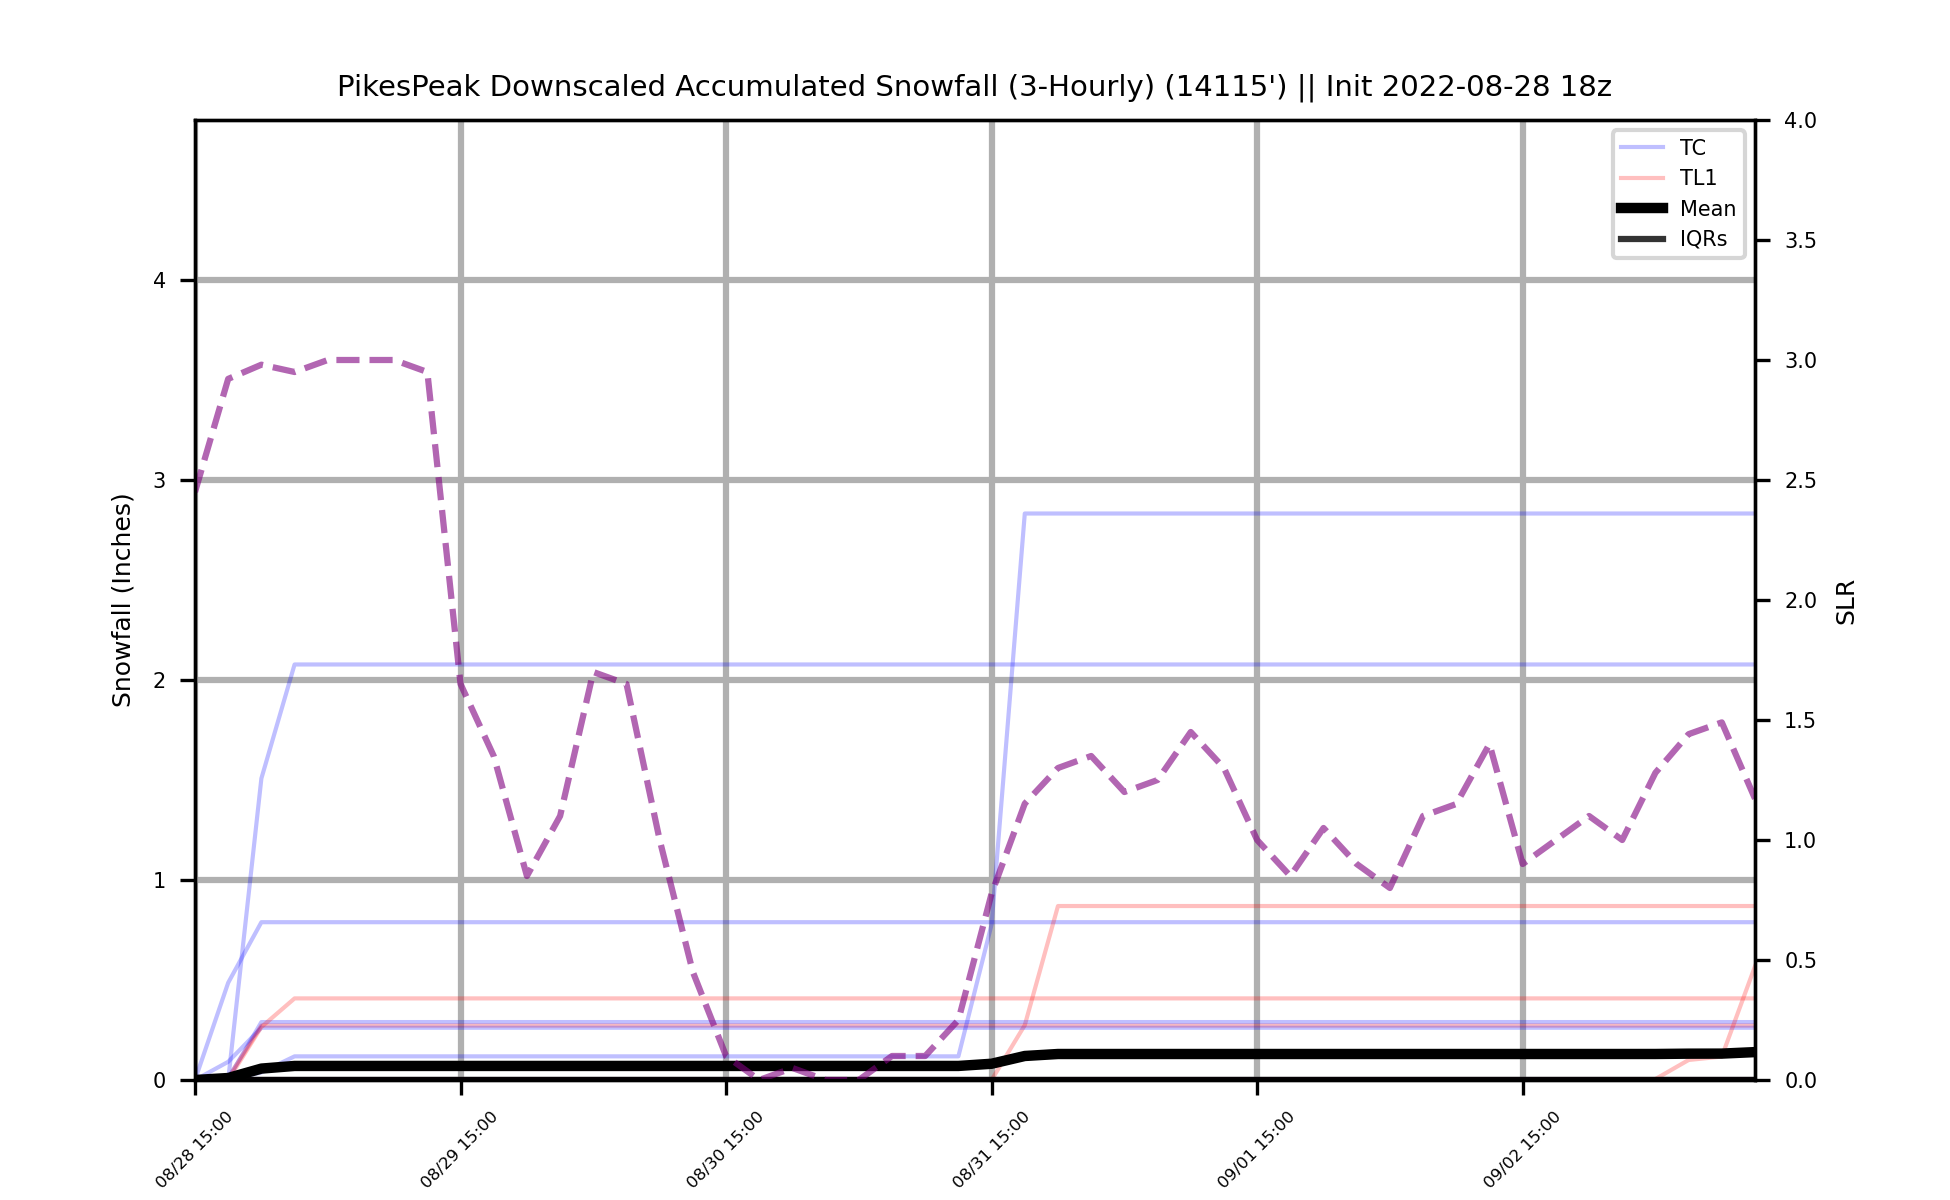 PikesPeak Downscaled Accumulated Snowfall (3-Hourly) (14115') || Init 2022-08-28 18z
TC
TL1
Mean
IQRs
Snowfall (Inches)
4
3
2
1
0
4.0
3.5
3.0
2.5
2.0
1.5
1.0
0.5
0.0
SLR
08/28 15:00
08/29 15:00
08/30 15:00
08/31 15:00
09/01 15:00
09/02 15:00